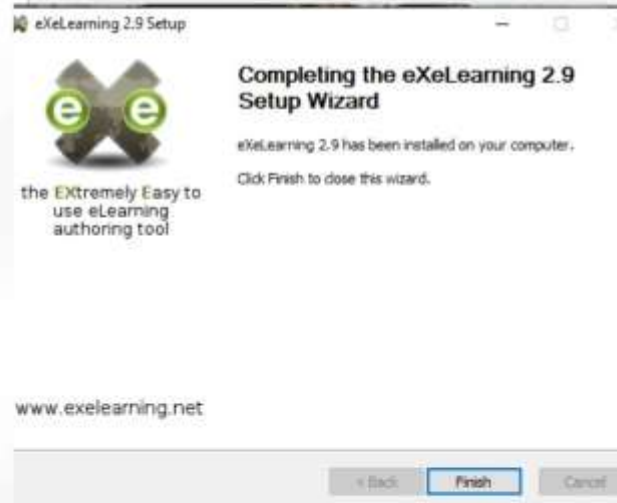 eXeLearning 2.9 Setup
e e
the EXtremely Easy to
use eLearning
authoring tool
Completing the eXeLearning 2.9
Setup Wizard
eXeLearning 2.9 has been installed on your computer.
Click Finish to close this wizard.
www.exelearning.net
< Back Finish Cancel